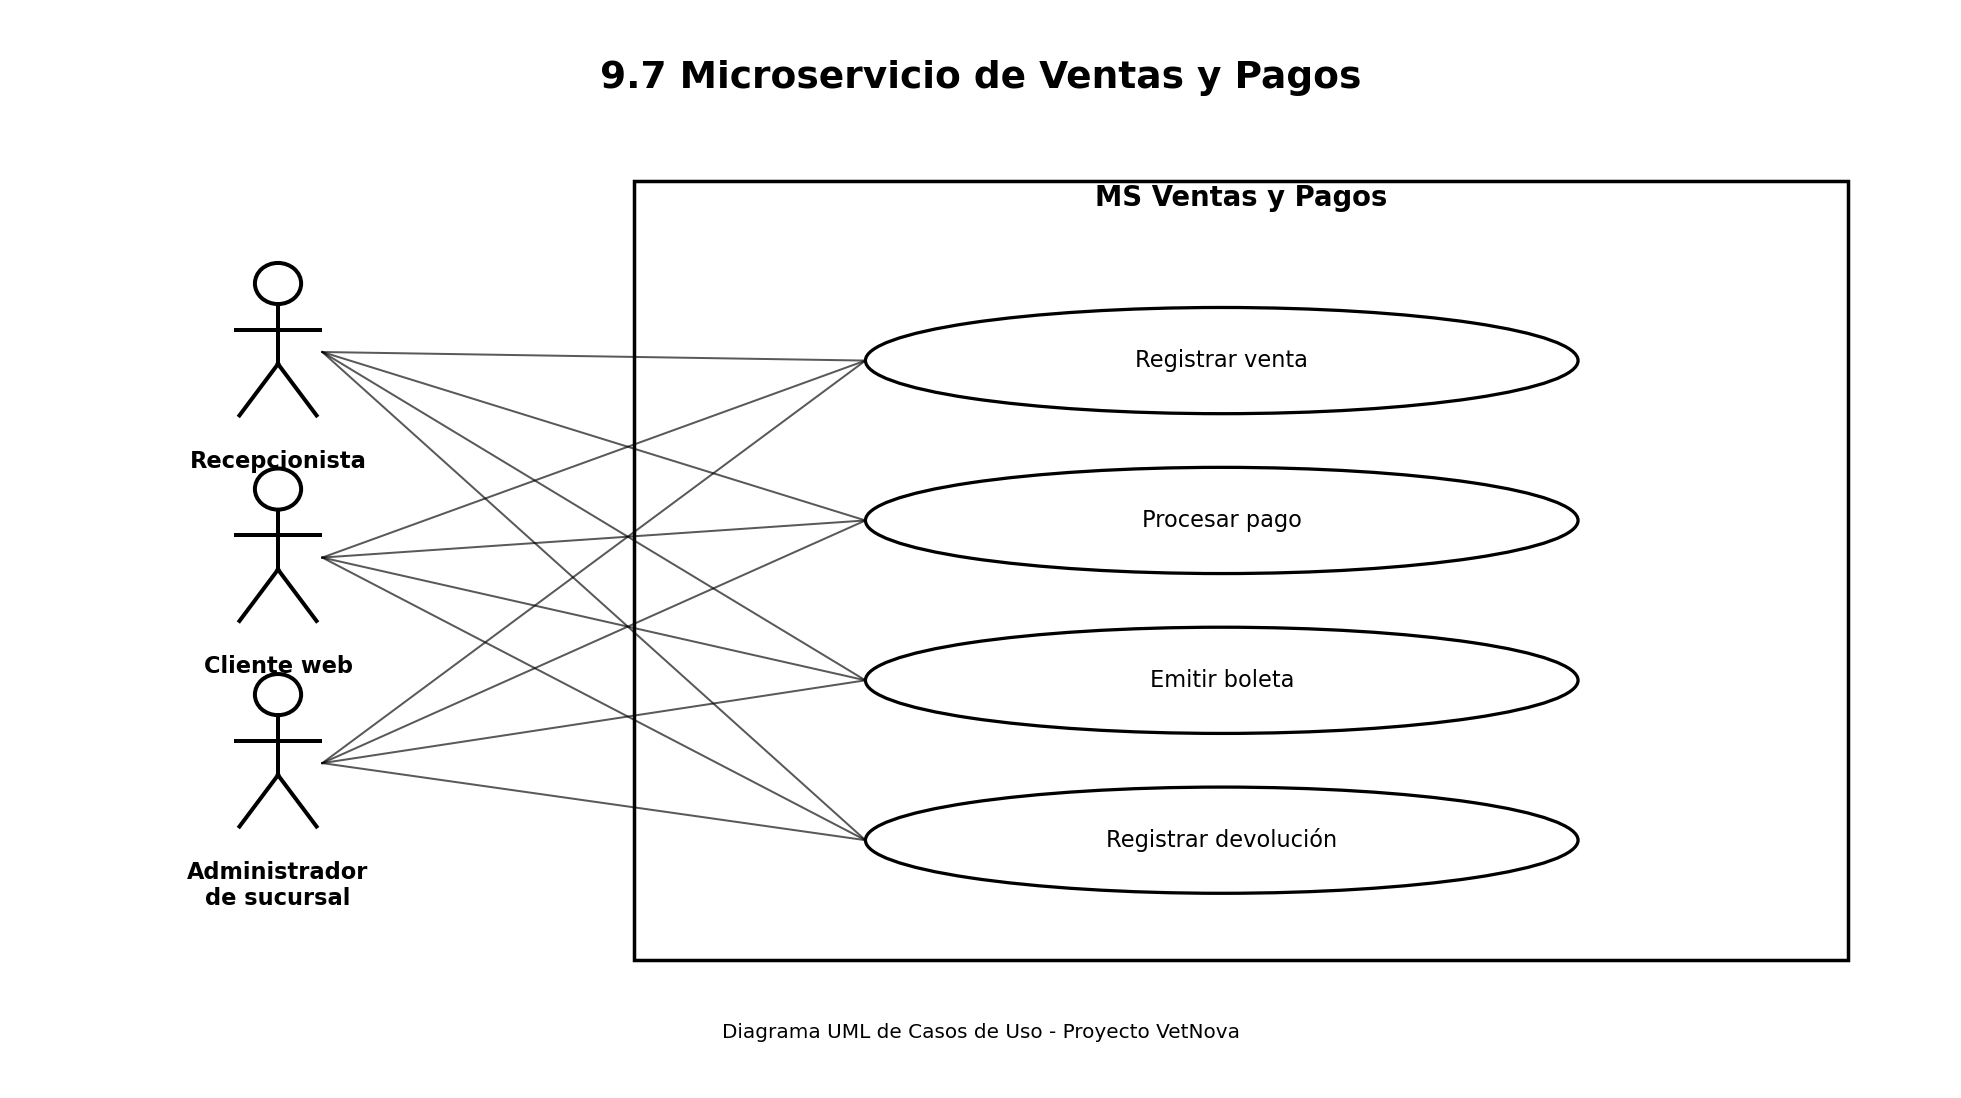 9.7 Microservicio de Ventas y Pagos
MS Ventas y Pagos
Recepcionista
Cliente web
Administrador
de sucursal
Registrar venta
Procesar pago
Emitir boleta
Registrar devolución
Diagrama UML de Casos de Uso - Proyecto VetNova